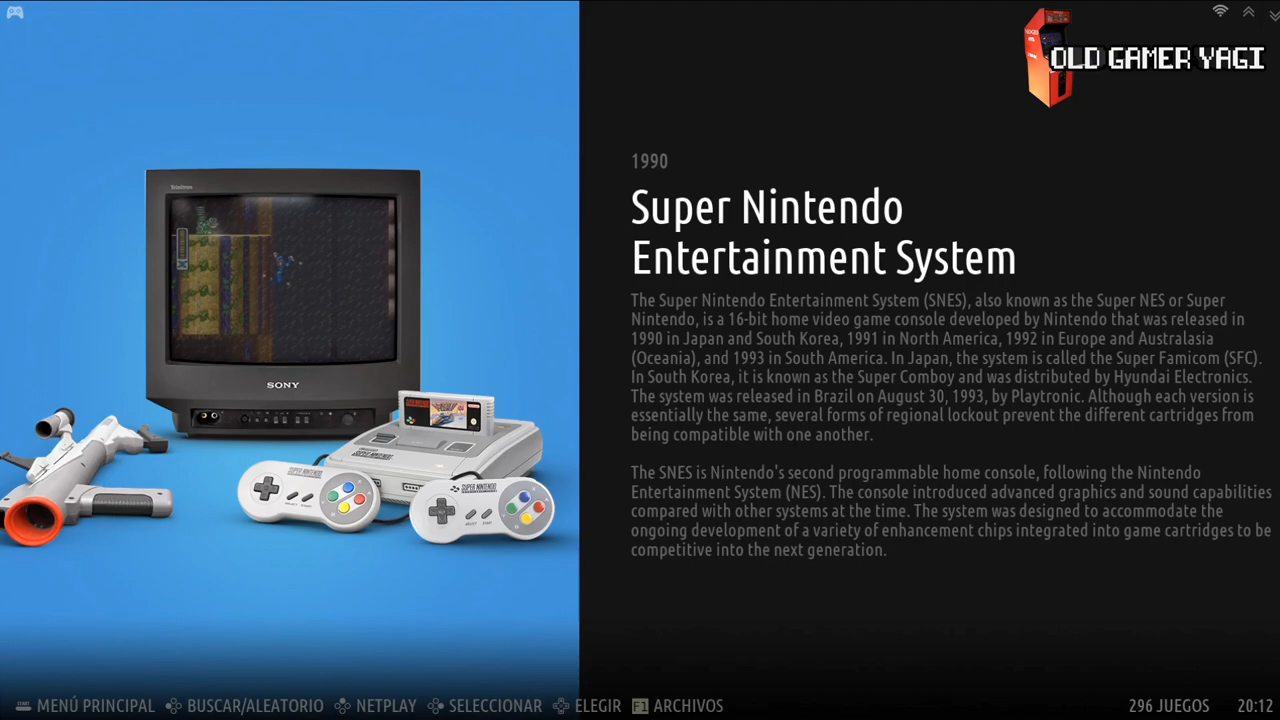 OLD GAMER YAGI
1990
Super Nintendo
Entertainment System
The Super Nintendo Entertainment System (SNES), also known as the Super NES or Super
Nintendo, is a 16-bit home video game console developed by Nintendo that was released in
1990 in Japan and South Korea, 1991 in North America, 1992 in Europe and Australasia
(Oceania), and 1993 in South America. In Japan, the system is called the Super Famicom (SFC).
In South Korea, it is known as the Super Comboy and was distributed by Hyundai Electronics.
The system was released in Brazil on August 30, 1993, by Playtronic. Although each version is
essentially the same, several forms of regional lockout prevent the different cartridges from
being compatible with one another.
The SNES is Nintendo's second programmable home console, following the Nintendo
Entertainment System (NES). The console introduced advanced graphics and sound capabilities
compared with other systems at the time. The system was designed to accommodate the
ongoing development of a variety of enhancement chips integrated into game cartridges to be
competitive into the next generation.
Trinitron
SONY
SUPER NINTENDO
SELECT START
SUPER NINTENDO
SELECT START
START MENÚ PRINCIPAL BUSCAR/ALEATORIO NETPLAY SELECCIONAR ELEGIR F1 ARCHIVOS 296 JUEGOS 20:12